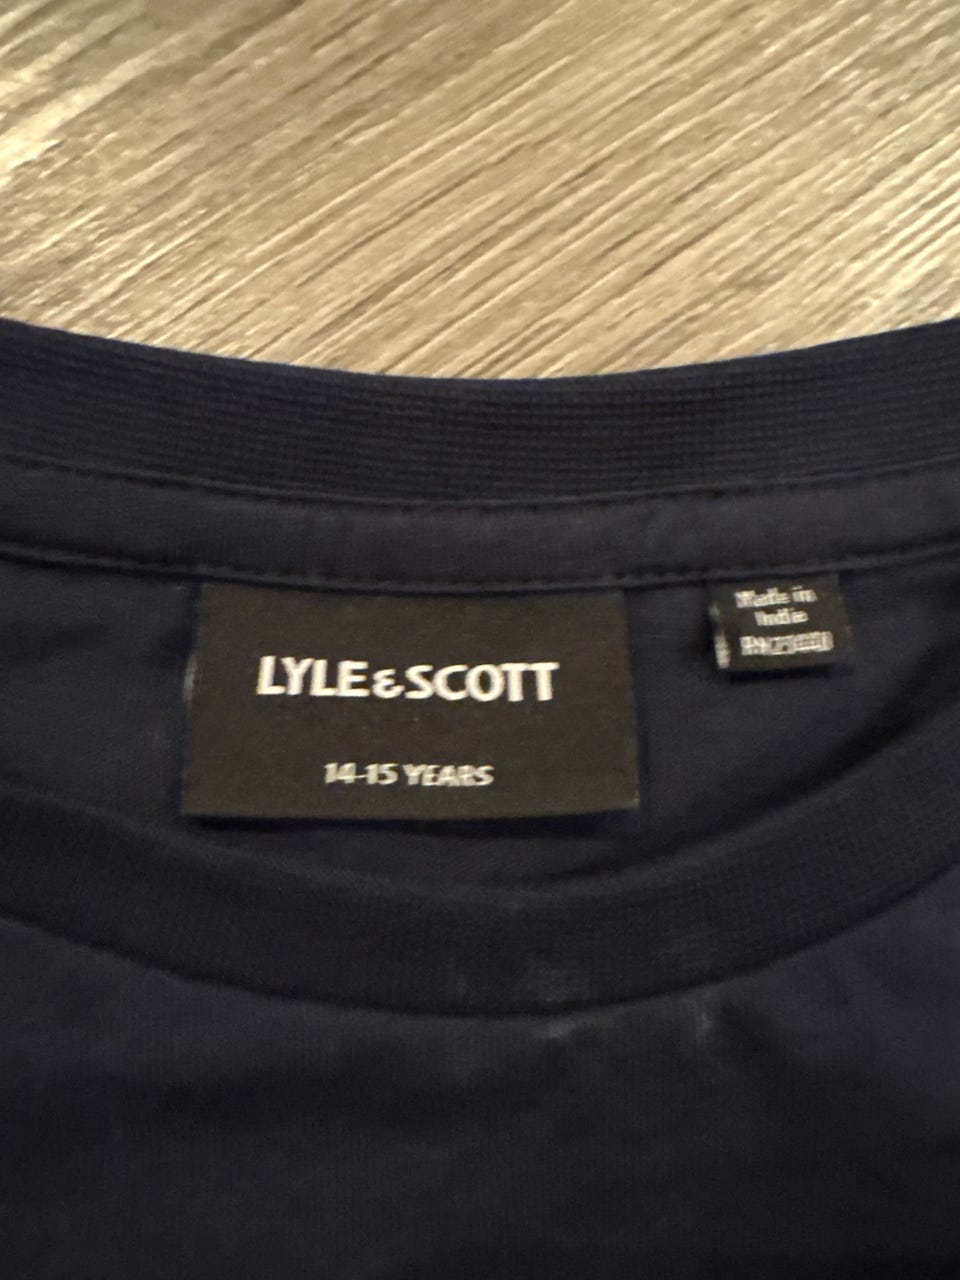 LYLE & SCOTT
14-15 YEARS
Made in
India